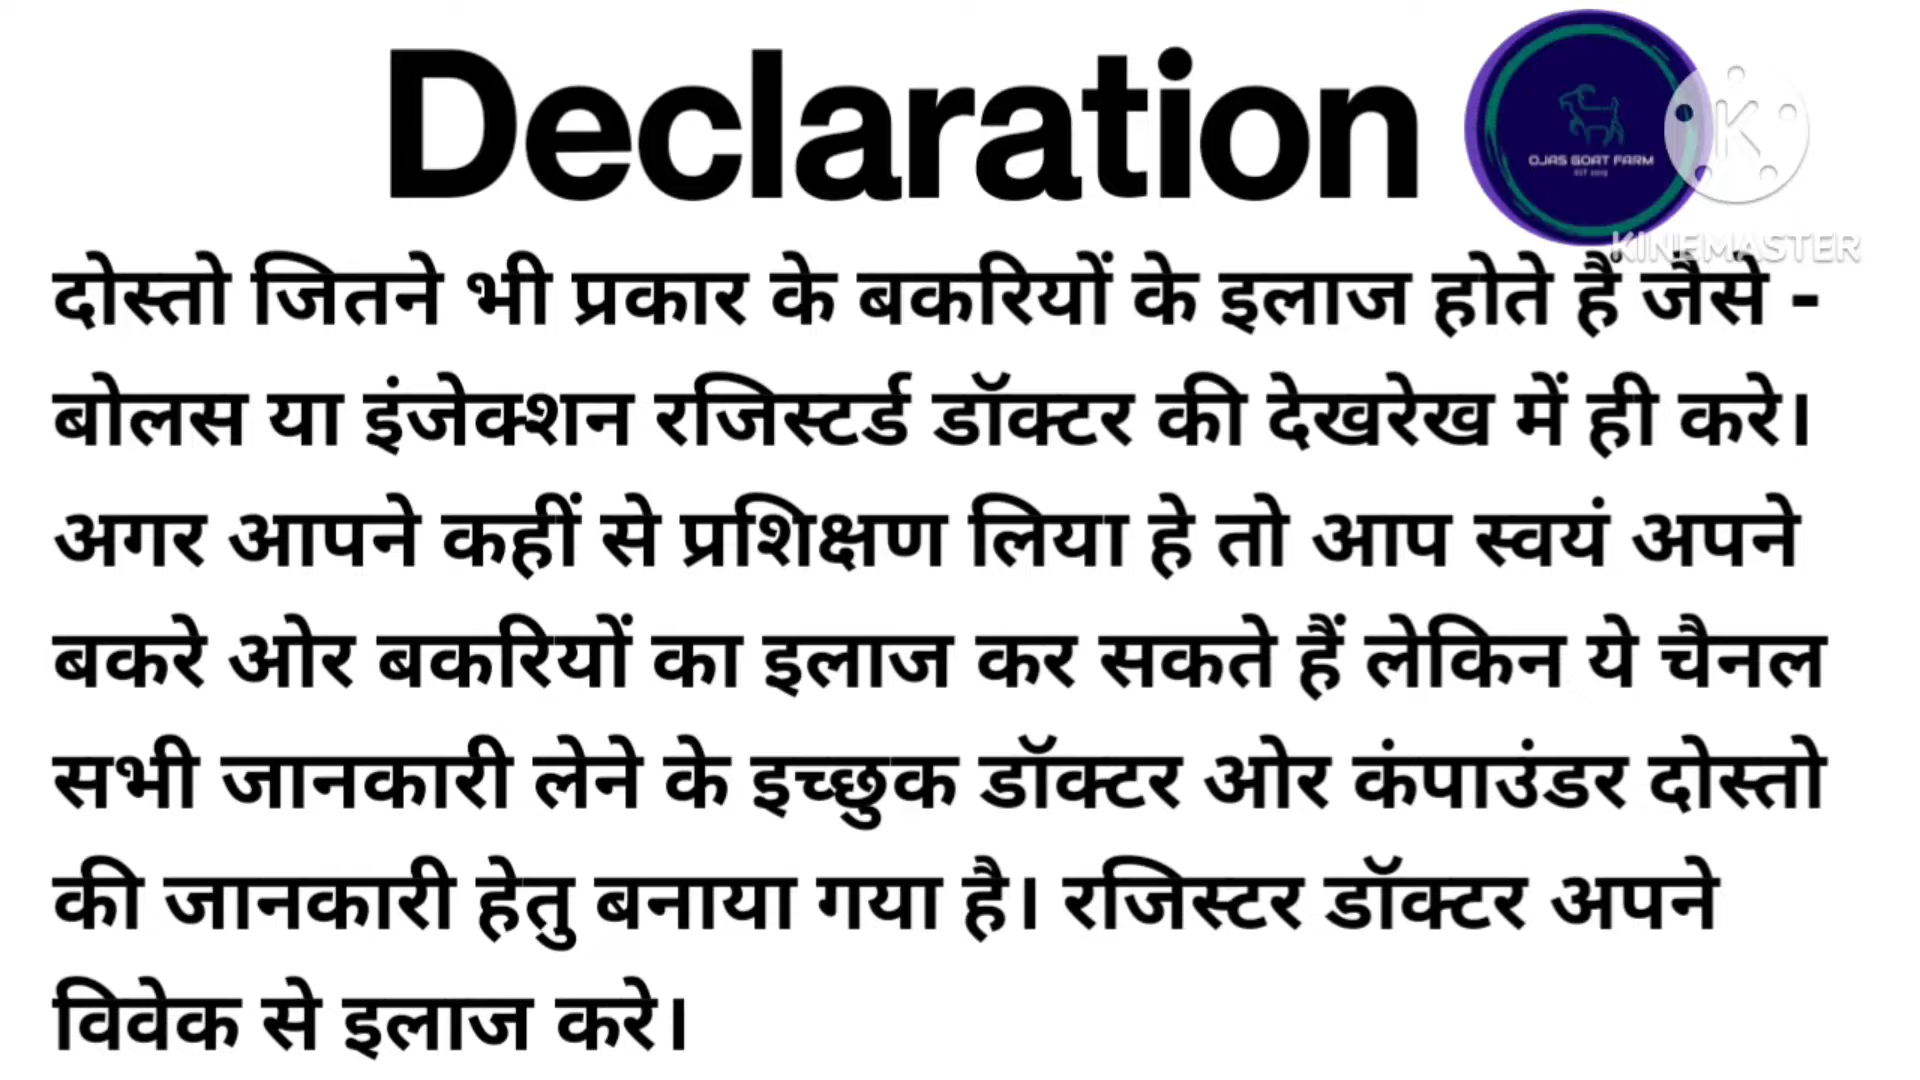 Declaration
OJAS GOAT FARM
KINEMASTER
दोस्तो जितने भी प्रकार के बकरियों के इलाज होते हैं जैसे -
बोलस या इंजेक्शन रजिस्टर्ड डॉक्टर की देखरेख में ही करे।
अगर आपने कहीं से प्रशिक्षण लिया हे तो आप स्वयं अपने
बकरे ओर बकरियों का इलाज कर सकते हैं लेकिन ये चैनल
सभी जानकारी लेने के इच्छुक डॉक्टर ओर कंपाउंडर दोस्तो
की जानकारी हेतु बनाया गया है। रजिस्टर डॉक्टर अपने
विवेक से इलाज करे।